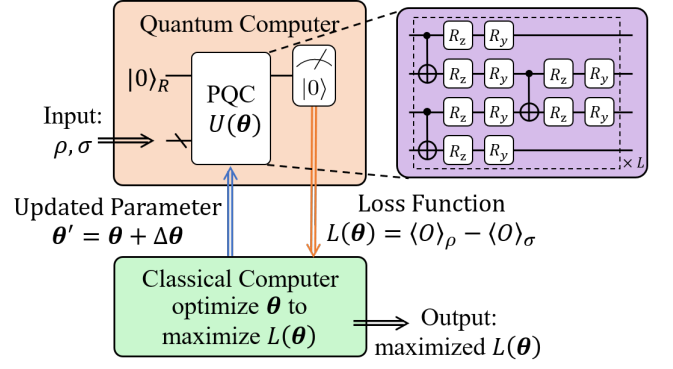 Quantum Computer
|0⟩_R
PQC
U(θ)
|0⟩
Input:
ρ, σ
R_z R_y
R_z R_y R_z R_y
R_z R_y R_z R_y
R_z R_y
× L
Updated Parameter
θ′ = θ + Δθ
Loss Function
L(θ) = ⟨O⟩_ρ − ⟨O⟩_σ
Classical Computer
optimize θ to
maximize L(θ)
Output:
maximized L(θ)